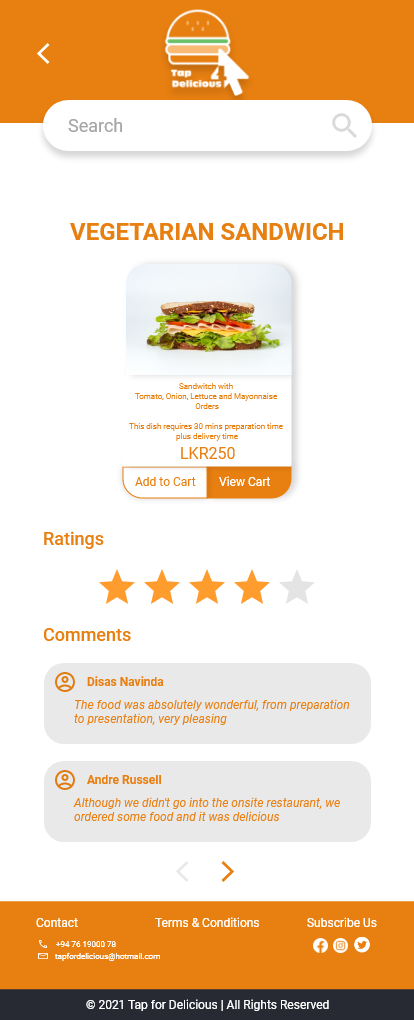 Tap
Delicious
Search
VEGETARIAN SANDWICH
Sandwitch with
Tomato, Onion, Lettuce and Mayonnaise
Orders
This dish requires 30 mins preparation time
plus delivery time
LKR250
Add to Cart
View Cart
Ratings
Comments
Disas Navinda
The food was absolutely wonderful, from preparation
to presentation, very pleasing
Andre Russell
Although we didn't go into the onsite restaurant, we
ordered some food and it was delicious
Contact
Terms & Conditions
Subscribe Us
+94 76 19000 78
tapfordelicious@hotmail.com
© 2021 Tap for Delicious | All Rights Reserved